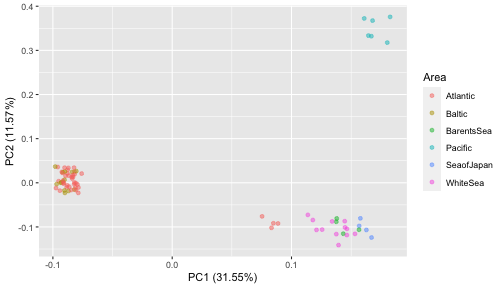 0.4
0.3
0.2
0.1
0.0
-0.1
PC2 (11.57%)
-0.1
0.0
0.1
PC1 (31.55%)
Area
Atlantic
Baltic
BarentsSea
Pacific
SeaofJapan
WhiteSea